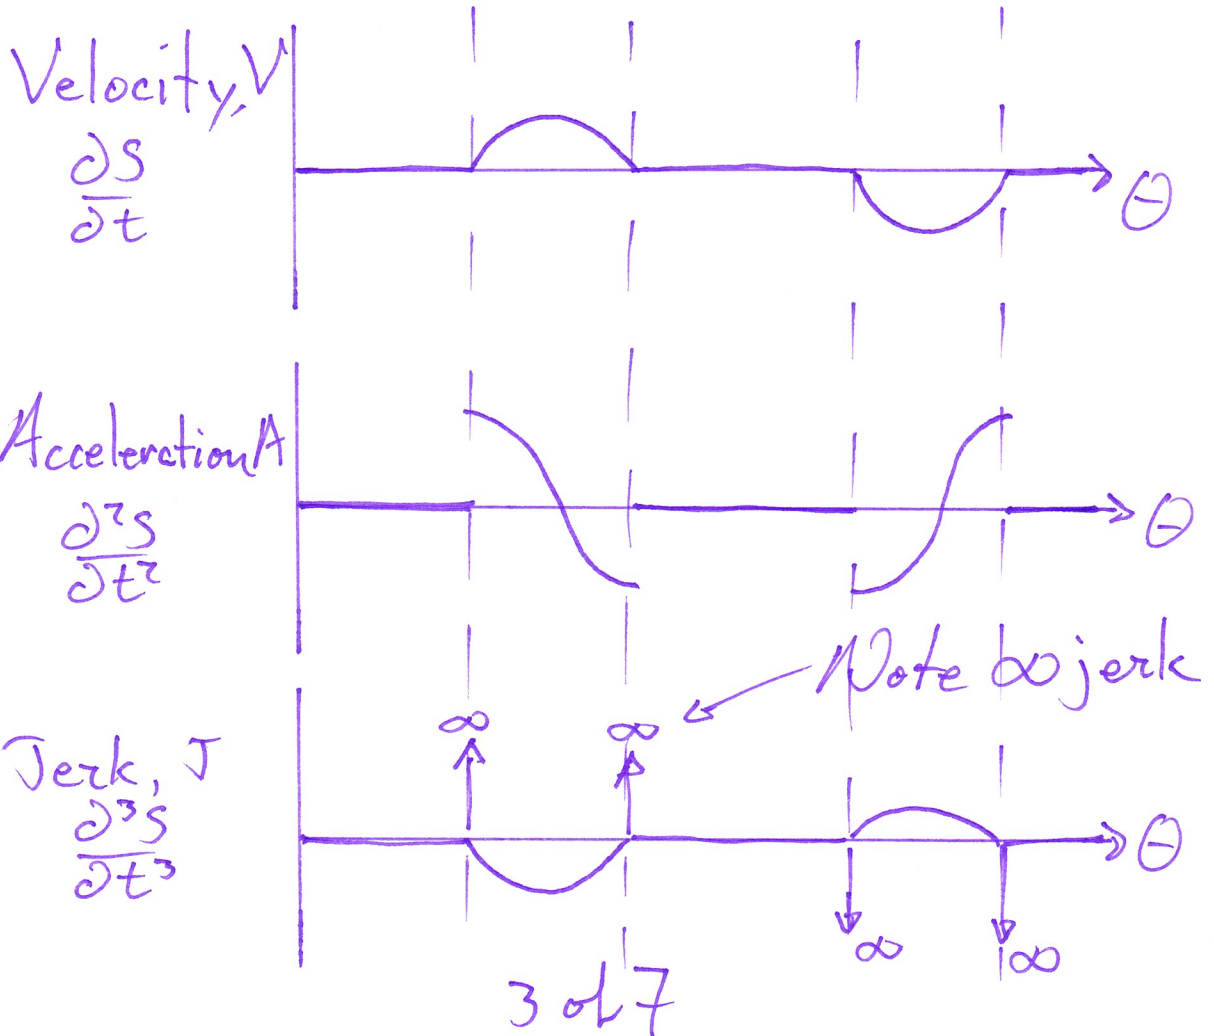 Velocity, V
∂S
∂t
θ
Acceleration A
∂²S
∂t²
θ
Note ∞ jerk
∞ ∞
Jerk, J
∂³S
∂t³
θ
∞ ∞
3 of 7